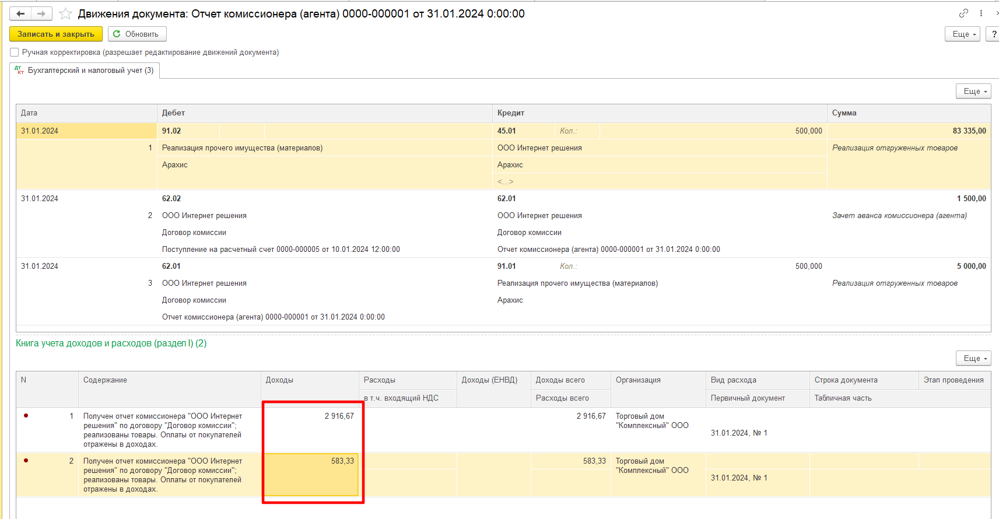 Движения документа: Отчет комиссионера (агента) 0000-000001 от 31.01.2024 0:00:00
Записать и закрыть
Обновить
Еще
?
Ручная корректировка (разрешает редактирование движений документа)
Дт Кт
Бухгалтерский и налоговый учет (3)
Еще
Дата Дебет Кредит Сумма
31.01.2024 91.02 45.01 Кол.: 500,000 83 335,00
1 Реализация прочего имущества (материалов) ООО Интернет решения Реализация отгруженных товаров
Арахис Арахис
<...>
31.01.2024 62.02 62.01 1 500,00
2 ООО Интернет решения ООО Интернет решения Зачет аванса комиссионера (агента)
Договор комиссии Договор комиссии
Поступление на расчетный счет 0000-000005 от 10.01.2024 12:00:00 Отчет комиссионера (агента) 0000-000001 от 31.01.2024 0:00:00
31.01.2024 62.01 91.01 Кол.: 500,000 5 000,00
3 ООО Интернет решения Реализация прочего имущества (материалов) Реализация отгруженных товаров
Договор комиссии Арахис
Отчет комиссионера (агента) 0000-000001 от 31.01.2024 0:00:00
Книга учета доходов и расходов (раздел I) (2)
Еще
N Содержание Доходы Расходы Доходы (ЕНВД) Доходы всего Организация Вид расхода Строка документа Этап проведения
в т.ч. входящий НДС Расходы всего Первичный документ Табличная часть
1 Получен отчет комиссионера "ООО Интернет 2 916,67 2 916,67 Торговый дом
решения" по договору "Договор комиссии"; "Комплексный" ООО
реализованы товары. Оплаты от покупателей 31.01.2024, № 1
отражены в доходах.
2 Получен отчет комиссионера "ООО Интернет 583,33 583,33 Торговый дом
решения" по договору "Договор комиссии"; "Комплексный" ООО
реализованы товары. Оплаты от покупателей 31.01.2024, № 1
отражены в доходах.